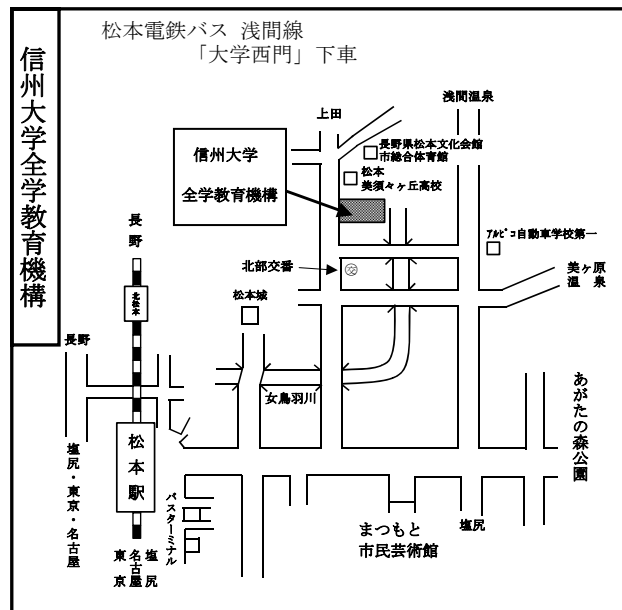 松本電鉄バス 浅間線
「大学西門」下車
信州大学全学教育機構
浅間温泉
上田
長野県松本文化会館
市総合体育館
信州大学
全学教育機構
松本
美須々ヶ丘高校
長野
アルピコ自動車学校第一
北部交番
交
美ヶ原
温泉
北松本
松本城
長野
女鳥羽川
あがたの森公園
松本駅
塩尻・東京・名古屋
バスターミナル
まつもと
市民芸術館
塩尻
塩尻
名古屋
東京